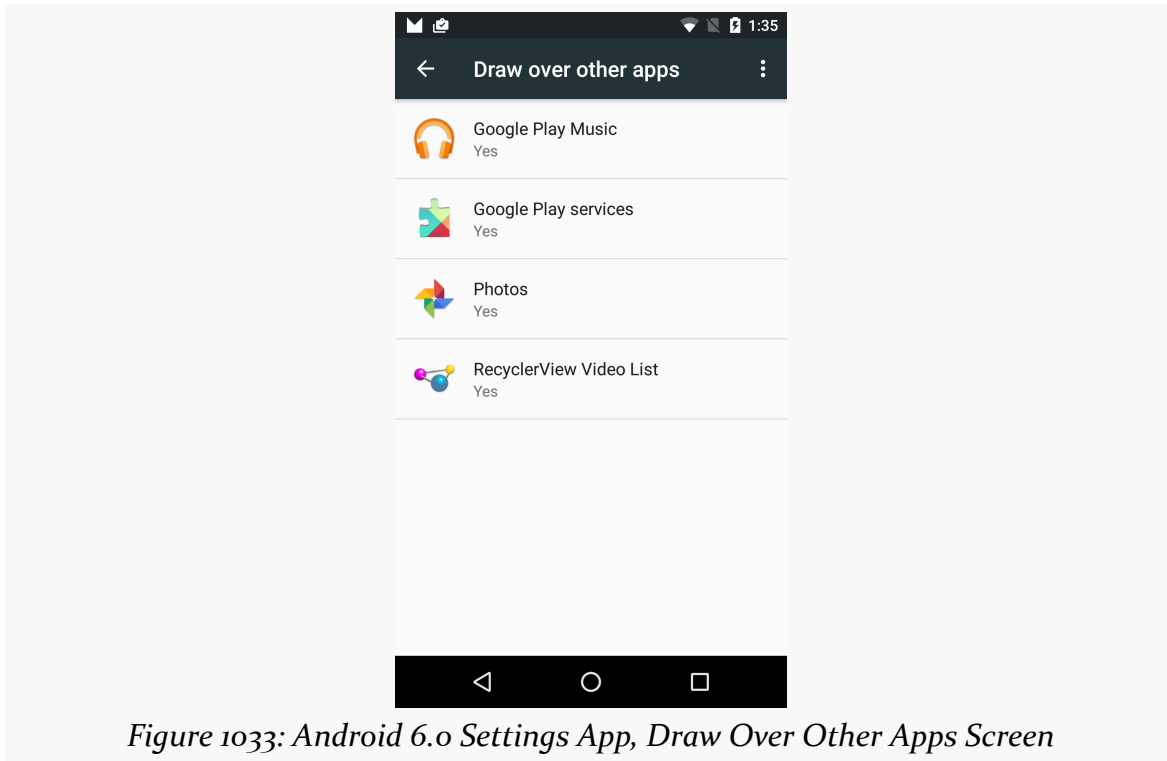 1:35
Draw over other apps
Google Play Music
Yes
Google Play services
Yes
Photos
Yes
RecyclerView Video List
Yes
Figure 1033: Android 6.0 Settings App, Draw Over Other Apps Screen